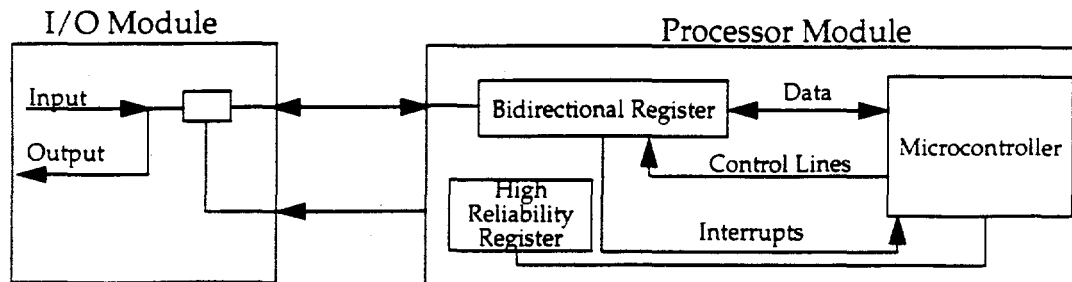 I/O Module
Processor Module
Input
Output
Bidirectional Register
Data
Microcontroller
Control Lines
High
Reliability
Register
Interrupts